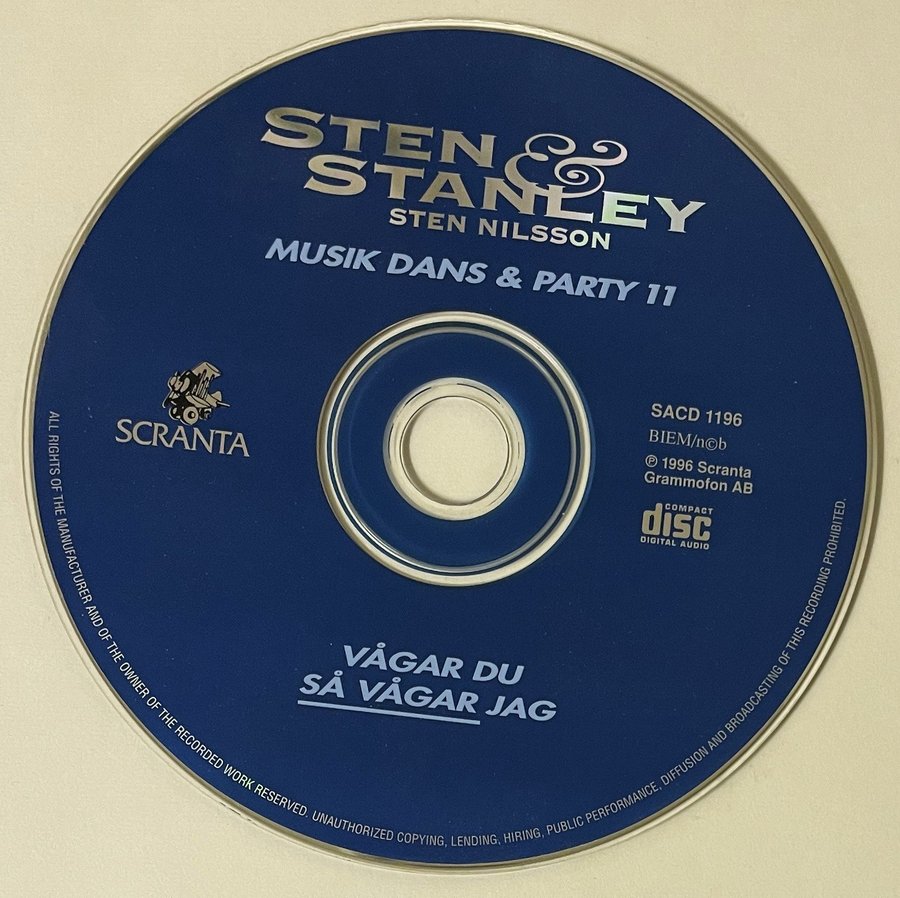 STEN &
STANLEY
STEN NILSSON
MUSIK DANS & PARTY 11
SCRANTA
SACD 1196
BIEM/n©b
℗ 1996 Scranta
Grammofon AB
COMPACT
disc
DIGITAL AUDIO
VÅGAR DU
SÅ VÅGAR JAG
ALL RIGHTS OF THE MANUFACTURER AND OF THE OWNER OF THE RECORDED WORK RESERVED. UNAUTHORIZED COPYING, LENDING, HIRING, PUBLIC PERFORMANCE, DIFFUSION AND BROADCASTING OF THIS RECORDING PROHIBITED.